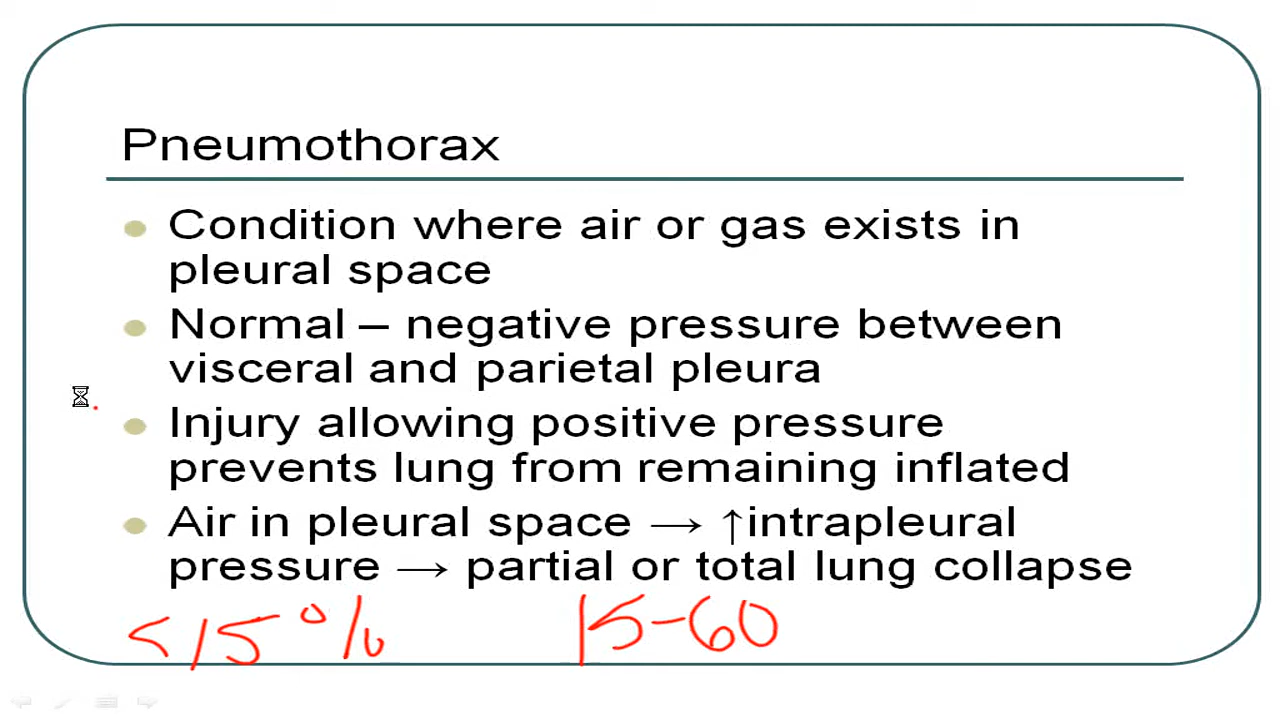 Pneumothorax
Condition where air or gas exists in
pleural space
Normal – negative pressure between
visceral and parietal pleura
Injury allowing positive pressure
prevents lung from remaining inflated
Air in pleural space → ↑intrapleural
pressure → partial or total lung collapse
<15% 15-60